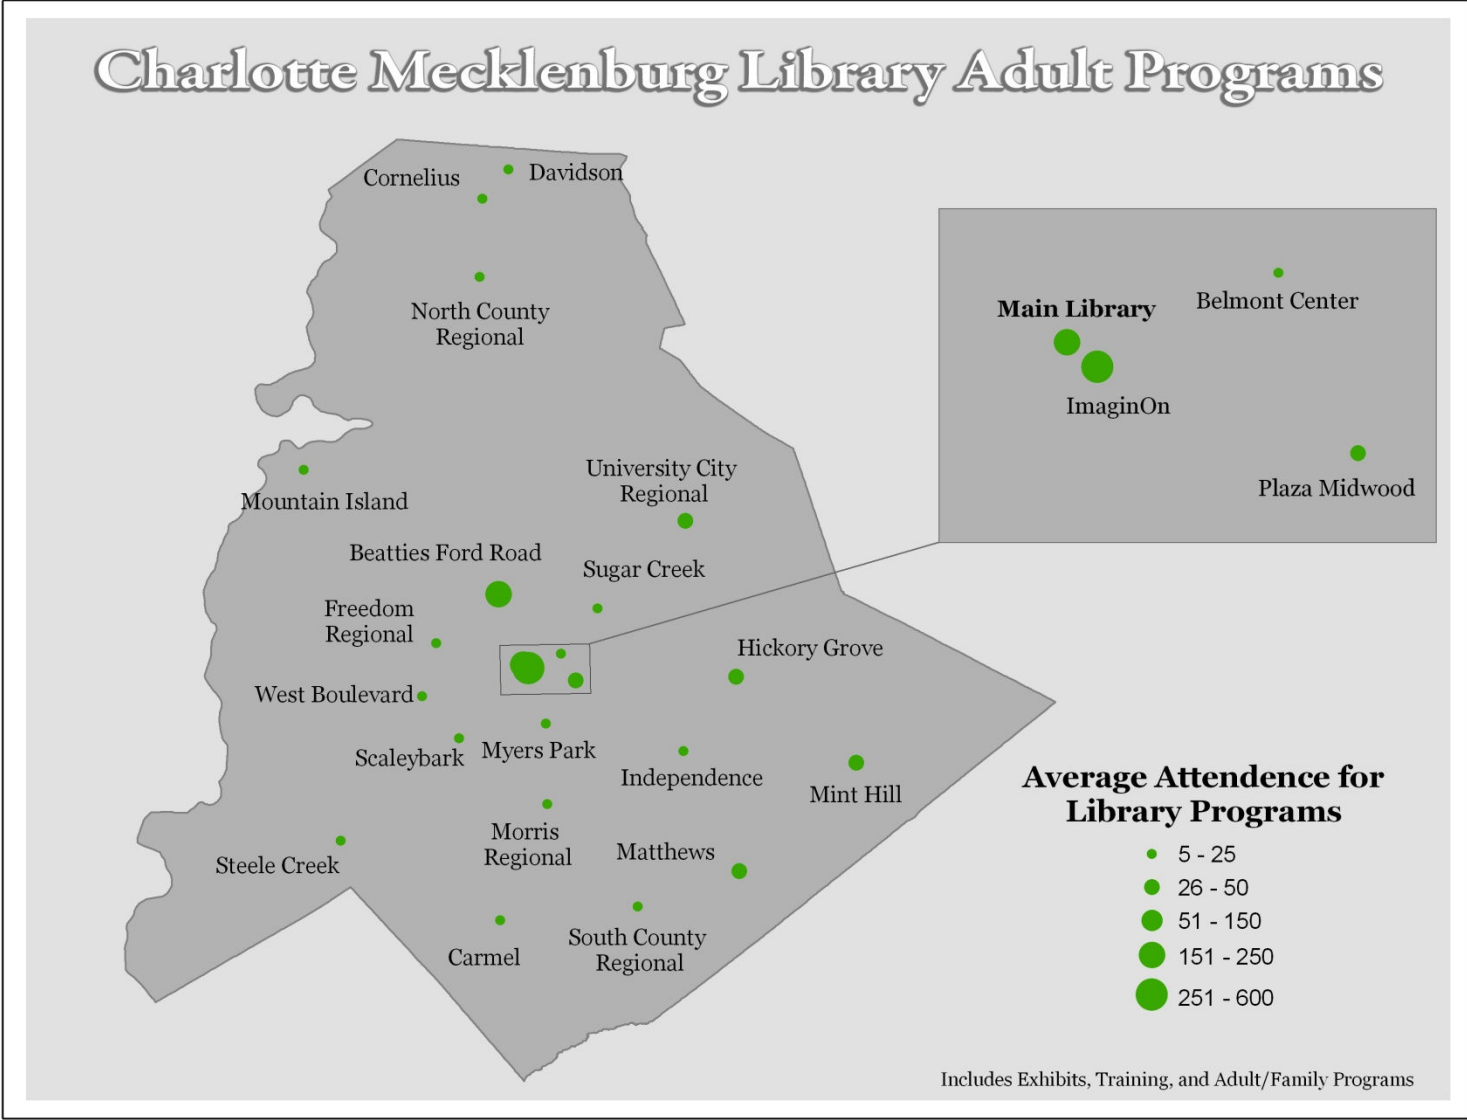 Charlotte Mecklenburg Library Adult Programs
Cornelius
Davidson
North County
Regional
Main Library
Belmont Center
ImaginOn
Plaza Midwood
Mountain Island
University City
Regional
Beatties Ford Road
Sugar Creek
Freedom
Regional
Hickory Grove
West Boulevard
Scaleybark
Myers Park
Independence
Mint Hill
Morris
Regional
Matthews
Steele Creek
Carmel
South County
Regional
Average Attendence for
Library Programs
5 - 25
26 - 50
51 - 150
151 - 250
251 - 600
Includes Exhibits, Training, and Adult/Family Programs